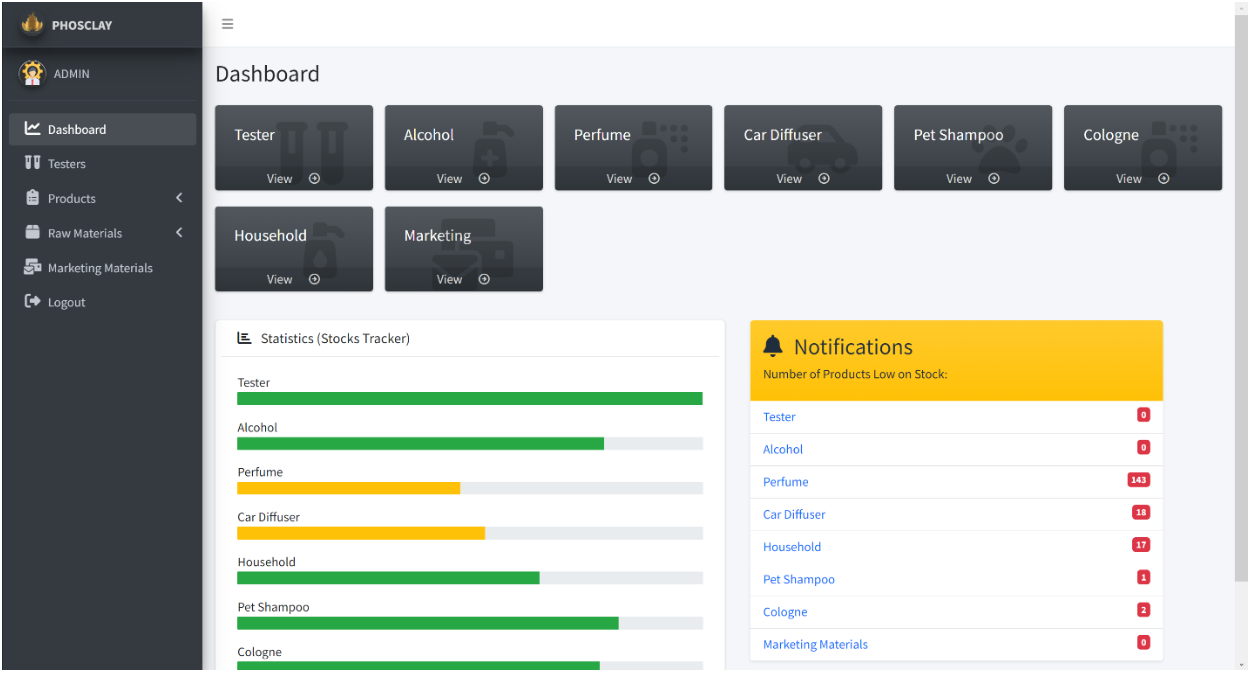 PHOSCLAY
ADMIN
Dashboard
Testers
Products
Raw Materials
Marketing Materials
Logout
Dashboard
Tester
View
Alcohol
View
Perfume
View
Car Diffuser
View
Pet Shampoo
View
Cologne
View
Household
View
Marketing
View
Statistics (Stocks Tracker)
Tester
Alcohol
Perfume
Car Diffuser
Household
Pet Shampoo
Cologne
Notifications
Number of Products Low on Stock:
Tester 0
Alcohol 0
Perfume 143
Car Diffuser 18
Household 17
Pet Shampoo 1
Cologne 2
Marketing Materials 0